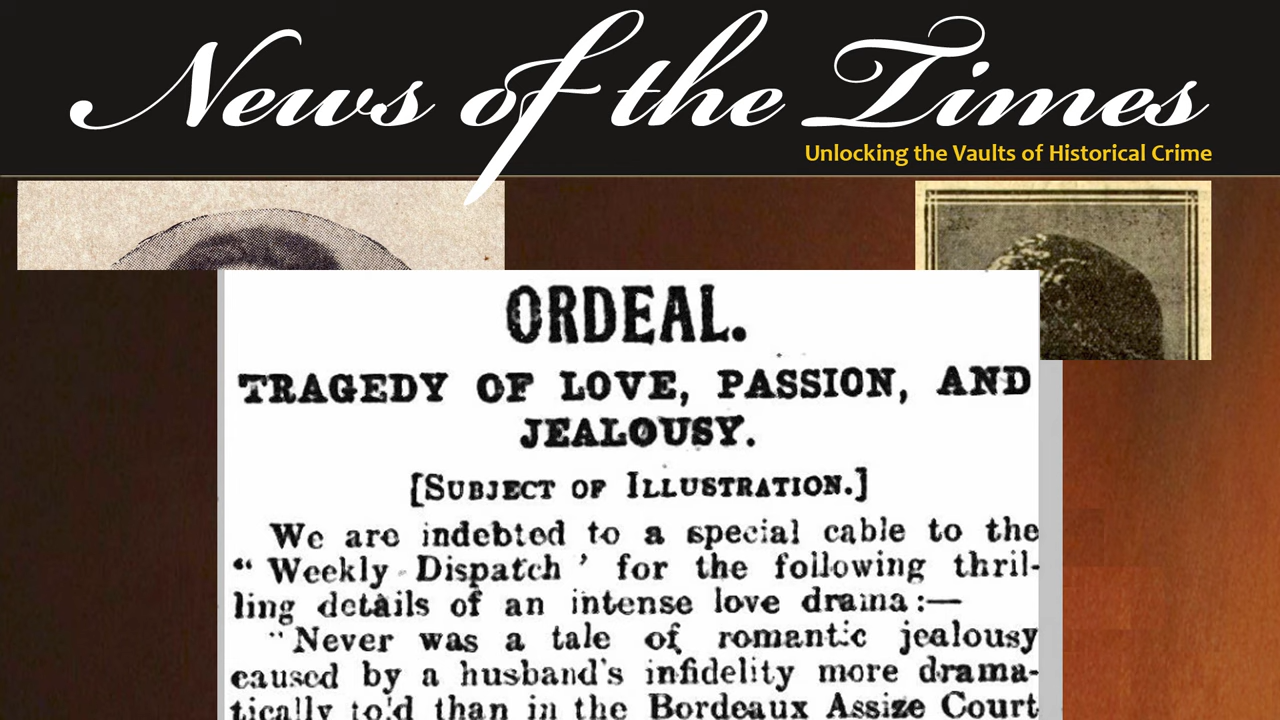 News of the Times
Unlocking the Vaults of Historical Crime
ORDEAL.
TRAGEDY OF LOVE, PASSION, AND
JEALOUSY.
[SUBJECT OF ILLUSTRATION.]
We are indebted to a special cable to the
“ Weekly Dispatch ’ for the following thril-
ling details of an intense love drama:—
“Never was a tale of romantic jealousy
caused by a husband's infidelity more drama-
tically told than in the Bordeaux Assize Court